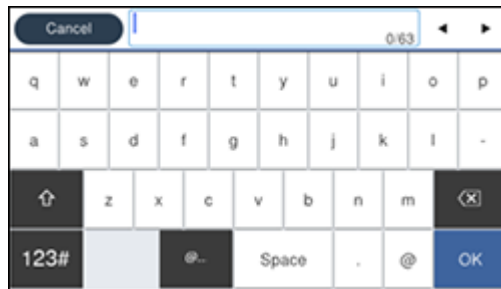 Cancel 0/63
q w e r t y u i o p
a s d f g h j k l -
z x c v b n m
123# @... Space . @ OK